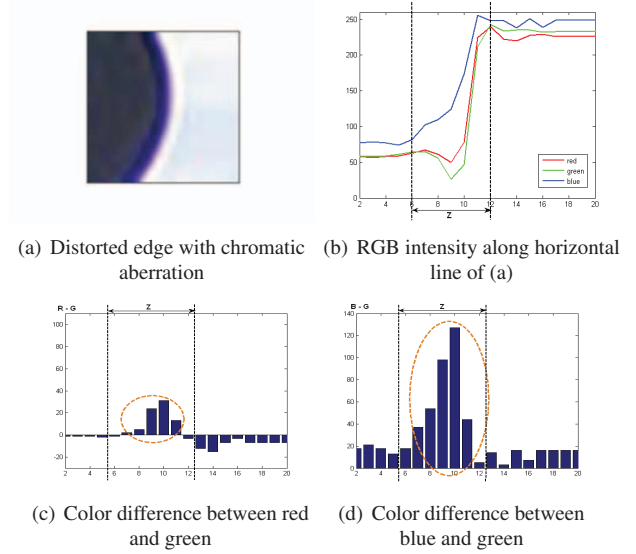 (a) Distorted edge with chromatic
aberration
250
200
150
100
50
0
2 4 6 8 10 12 14 16 18 20
Z
red
green
blue
(b) RGB intensity along horizontal
line of (a)
R - G
Z
100
80
60
40
20
0
-20
2 4 6 8 10 12 14 16 18 20
(c) Color difference between red
and green
B - G
Z
140
120
100
80
60
40
20
0
2 4 6 8 10 12 14 16 18 20
(d) Color difference between
blue and green